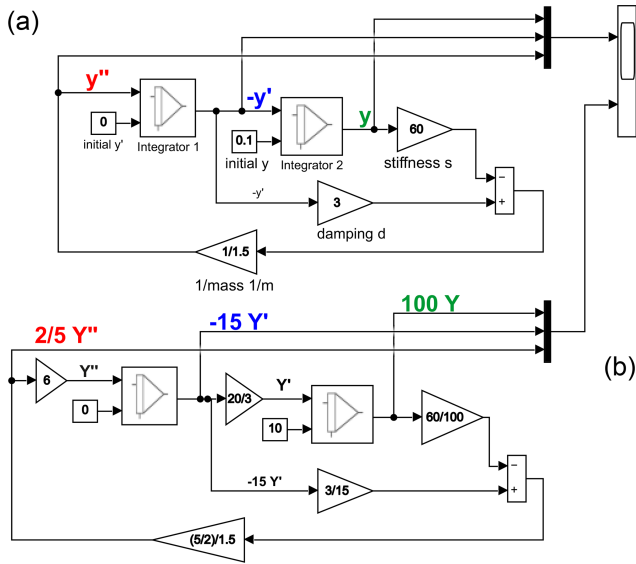 (a)
y''
-y'
y
0
initial y'
Integrator 1
0.1
initial y
Integrator 2
60
stiffness s
−
+
-y'
3
damping d
1/1.5
1/mass 1/m
2/5 Y''
-15 Y'
100 Y
(b)
6
Y''
0
20/3
Y'
10
60/100
−
+
-15 Y'
3/15
(5/2)/1.5